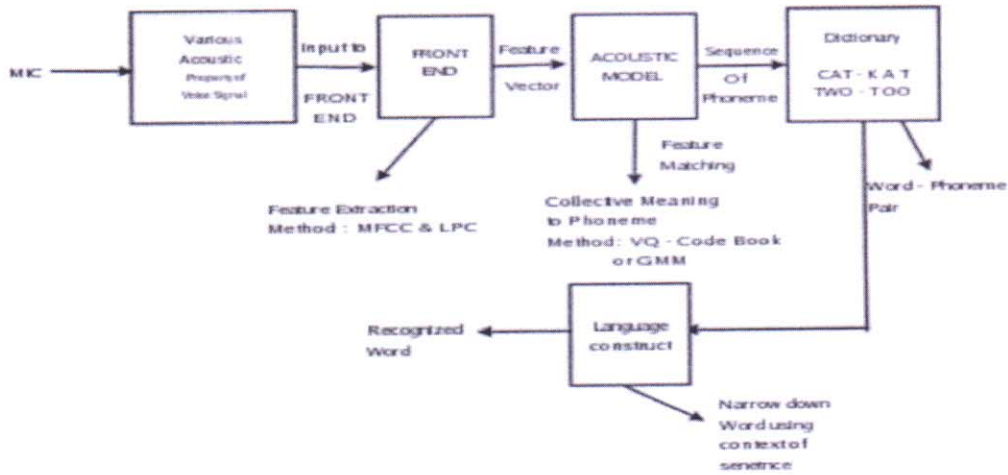 MIC
Various
Acoustic
Property of
Voice Signal
Input to
FRONT
END
FRONT
END
Feature
Vector
ACOUSTIC
MODEL
Sequence
Of
Phoneme
Dictionary
CAT - K A T
TWO - TOO
Feature Extraction
Method : MFCC & LPC
Feature
Matching
Collective Meaning
to Phoneme
Method: VQ - Code Book
or GMM
Word - Phoneme
Pair
Language
construct
Recognized
Word
Narrow down
Word using
context of
senetnce